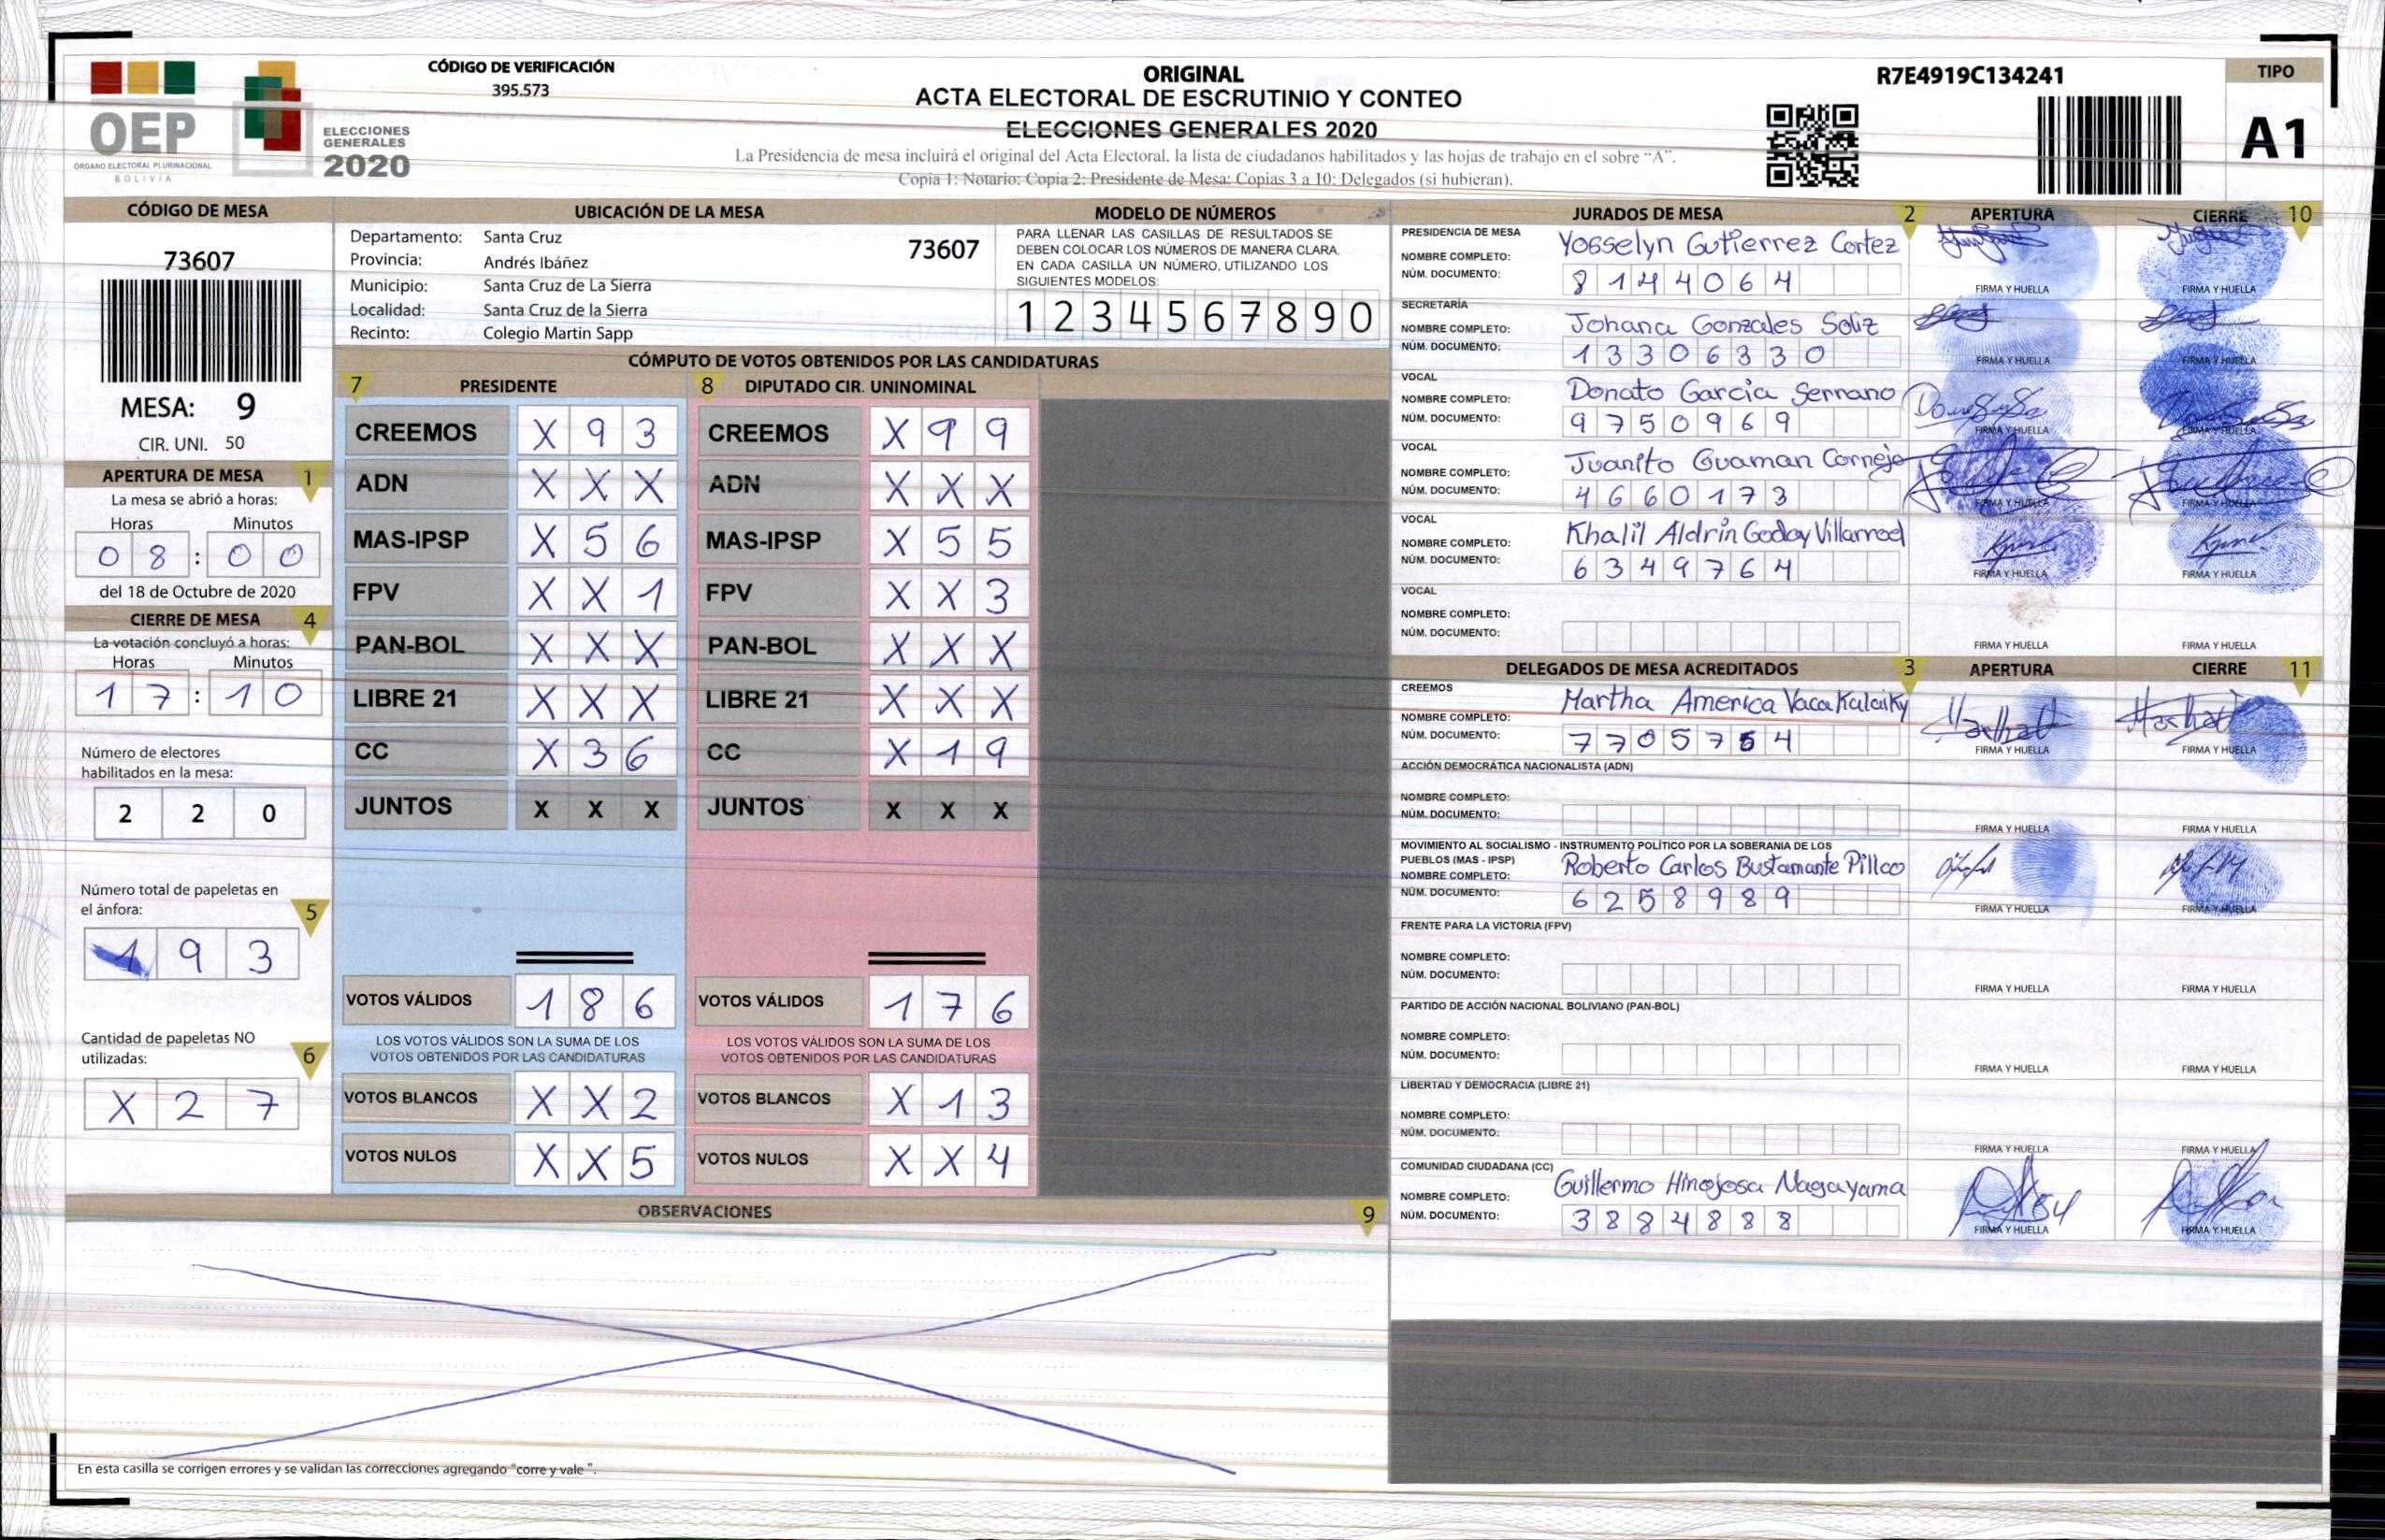 OEP
ÓRGANO ELECTORAL PLURINACIONAL
BOLIVIA
ELECCIONES
GENERALES
2020
CÓDIGO DE VERIFICACIÓN
395.573
ORIGINAL
ACTA ELECTORAL DE ESCRUTINIO Y CONTEO
ELECCIONES GENERALES 2020
La Presidencia de mesa incluirá el original del Acta Electoral, la lista de ciudadanos habilitados y las hojas de trabajo en el sobre "A".
Copia 1: Notario; Copia 2: Presidente de Mesa; Copias 3 a 10: Delegados (si hubieran).
R7E4919C134241
TIPO
A1
CÓDIGO DE MESA
73607
MESA: 9
CIR. UNI. 50
APERTURA DE MESA 1
La mesa se abrió a horas:
Horas Minutos
0 8 : 0 0
del 18 de Octubre de 2020
CIERRE DE MESA 4
La votación concluyó a horas:
Horas Minutos
1 7 : 1 0
Número de electores
habilitados en la mesa:
2 2 0
Número total de papeletas en
el ánfora: 5
1 9 3
Cantidad de papeletas NO
utilizadas: 6
X 2 7
UBICACIÓN DE LA MESA
Departamento: Santa Cruz 73607
Provincia: Andrés Ibáñez
Municipio: Santa Cruz de La Sierra
Localidad: Santa Cruz de la Sierra
Recinto: Colegio Martin Sapp
MODELO DE NÚMEROS
PARA LLENAR LAS CASILLAS DE RESULTADOS SE
DEBEN COLOCAR LOS NÚMEROS DE MANERA CLARA.
EN CADA CASILLA UN NÚMERO, UTILIZANDO LOS
SIGUIENTES MODELOS:
1 2 3 4 5 6 7 8 9 0
CÓMPUTO DE VOTOS OBTENIDOS POR LAS CANDIDATURAS
7 PRESIDENTE 8 DIPUTADO CIR. UNINOMINAL
CREEMOS X 9 3 CREEMOS X 9 9
ADN X X X ADN X X X
MAS-IPSP X 5 6 MAS-IPSP X 5 5
FPV X X 1 FPV X X 3
PAN-BOL X X X PAN-BOL X X X
LIBRE 21 X X X LIBRE 21 X X X
CC X 3 6 CC X 1 9
JUNTOS X X X JUNTOS X X X
VOTOS VÁLIDOS 1 8 6 VOTOS VÁLIDOS 1 7 6
LOS VOTOS VÁLIDOS SON LA SUMA DE LOS LOS VOTOS VÁLIDOS SON LA SUMA DE LOS
VOTOS OBTENIDOS POR LAS CANDIDATURAS VOTOS OBTENIDOS POR LAS CANDIDATURAS
VOTOS BLANCOS X X 2 VOTOS BLANCOS X 1 3
VOTOS NULOS X X 5 VOTOS NULOS X X 4
OBSERVACIONES 9
En esta casilla se corrigen errores y se validan las correcciones agregando "corre y vale".
JURADOS DE MESA 2 APERTURA CIERRE 10
PRESIDENCIA DE MESA
NOMBRE COMPLETO: Yosselyn Gutierrez Cortez
NÚM. DOCUMENTO: 8 1 4 4 0 6 4
FIRMA Y HUELLA FIRMA Y HUELLA
SECRETARÍA
NOMBRE COMPLETO: Johana Gonzales Soliz
NÚM. DOCUMENTO: 1 3 3 0 6 3 3 0
FIRMA Y HUELLA FIRMA Y HUELLA
VOCAL
NOMBRE COMPLETO: Donato Garcia Serrano
NÚM. DOCUMENTO: 9 7 5 0 9 6 9
FIRMA Y HUELLA FIRMA Y HUELLA
VOCAL
NOMBRE COMPLETO: Juanito Guaman Cornejo
NÚM. DOCUMENTO: 4 6 6 0 1 7 3
FIRMA Y HUELLA FIRMA Y HUELLA
VOCAL
NOMBRE COMPLETO: Khalil Aldrin Godoy Villarroel
NÚM. DOCUMENTO: 6 3 4 9 7 6 4
FIRMA Y HUELLA FIRMA Y HUELLA
VOCAL
NOMBRE COMPLETO:
NÚM. DOCUMENTO:
FIRMA Y HUELLA FIRMA Y HUELLA
DELEGADOS DE MESA ACREDITADOS 3 APERTURA CIERRE 11
CREEMOS
NOMBRE COMPLETO: Martha America Vaca Kalaiky
NÚM. DOCUMENTO: 7 7 0 5 7 5 4
FIRMA Y HUELLA FIRMA Y HUELLA
ACCIÓN DEMOCRÁTICA NACIONALISTA (ADN)
NOMBRE COMPLETO:
NÚM. DOCUMENTO:
FIRMA Y HUELLA FIRMA Y HUELLA
MOVIMIENTO AL SOCIALISMO - INSTRUMENTO POLÍTICO POR LA SOBERANIA DE LOS
PUEBLOS (MAS - IPSP)
NOMBRE COMPLETO: Roberto Carlos Bustamante Pillco
NÚM. DOCUMENTO: 6 2 5 8 9 8 9
FIRMA Y HUELLA FIRMA Y HUELLA
FRENTE PARA LA VICTORIA (FPV)
NOMBRE COMPLETO:
NÚM. DOCUMENTO:
FIRMA Y HUELLA FIRMA Y HUELLA
PARTIDO DE ACCIÓN NACIONAL BOLIVIANO (PAN-BOL)
NOMBRE COMPLETO:
NÚM. DOCUMENTO:
FIRMA Y HUELLA FIRMA Y HUELLA
LIBERTAD Y DEMOCRACIA (LIBRE 21)
NOMBRE COMPLETO:
NÚM. DOCUMENTO:
FIRMA Y HUELLA FIRMA Y HUELLA
COMUNIDAD CIUDADANA (CC)
NOMBRE COMPLETO: Guillermo Hinojosa Nagayama
NÚM. DOCUMENTO: 3 8 8 4 8 8 8
FIRMA Y HUELLA FIRMA Y HUELLA